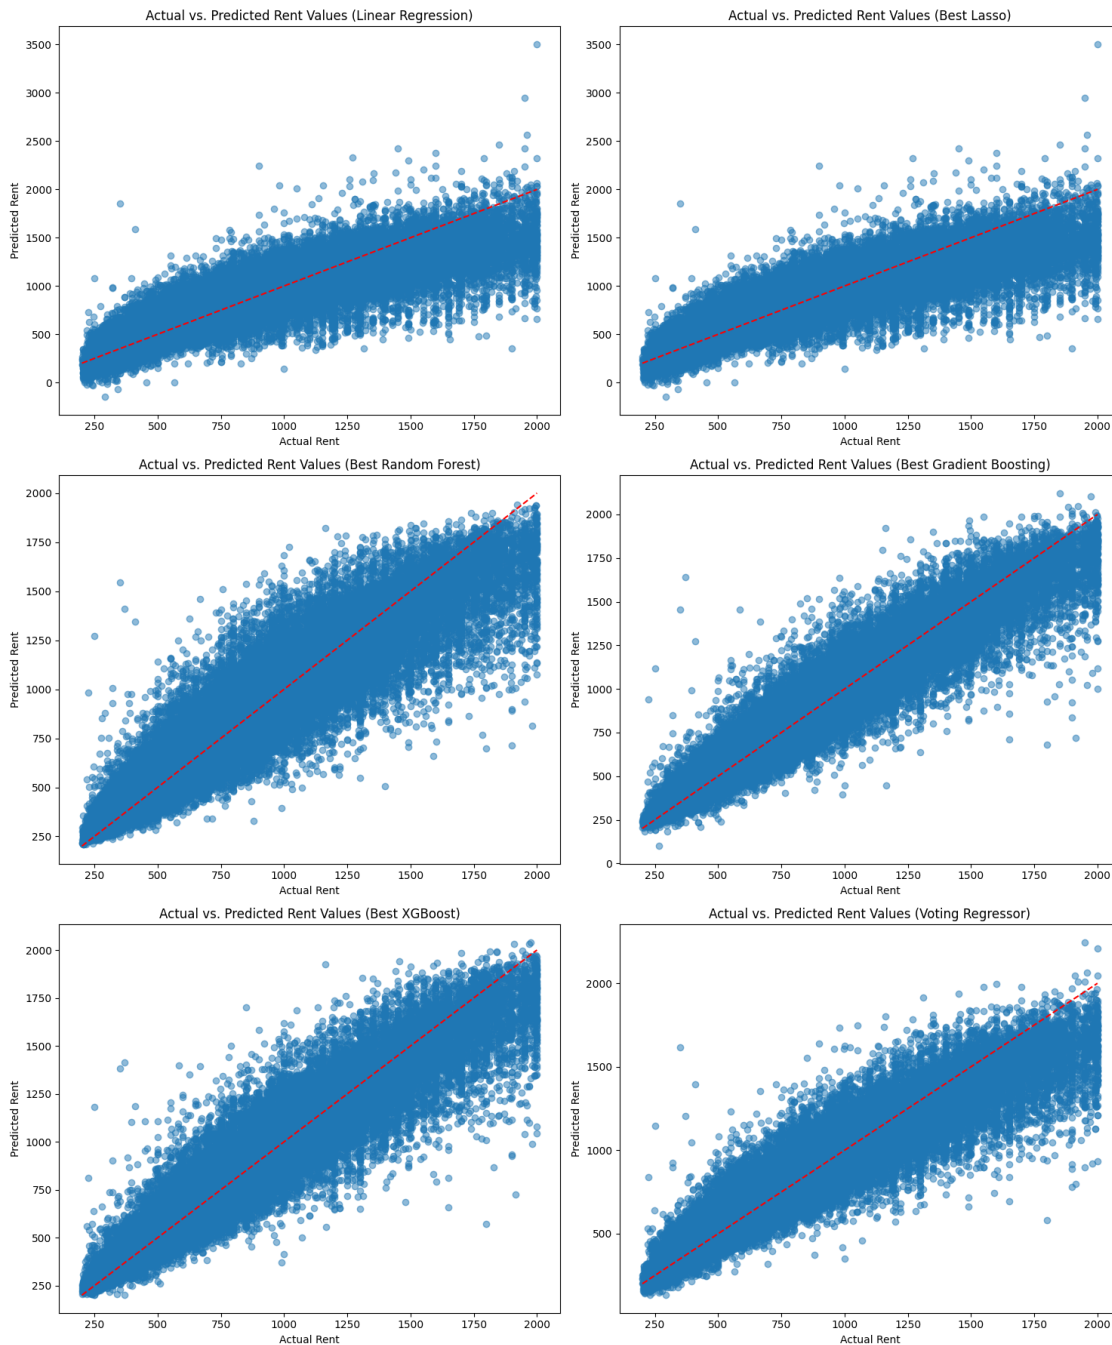 Actual vs. Predicted Rent Values (Linear Regression)
3500
3000
2500
2000
1500
1000
500
0
Predicted Rent
250 500 750 1000 1250 1500 1750 2000
Actual Rent
Actual vs. Predicted Rent Values (Best Lasso)
3500
3000
2500
2000
1500
1000
500
0
Predicted Rent
250 500 750 1000 1250 1500 1750 2000
Actual Rent
Actual vs. Predicted Rent Values (Best Random Forest)
2000
1750
1500
1250
1000
750
500
250
Predicted Rent
250 500 750 1000 1250 1500 1750 2000
Actual Rent
Actual vs. Predicted Rent Values (Best Gradient Boosting)
2000
1750
1500
1250
1000
750
500
250
0
Predicted Rent
250 500 750 1000 1250 1500 1750 2000
Actual Rent
Actual vs. Predicted Rent Values (Best XGBoost)
2000
1750
1500
1250
1000
750
500
250
Predicted Rent
250 500 750 1000 1250 1500 1750 2000
Actual Rent
Actual vs. Predicted Rent Values (Voting Regressor)
2000
1500
1000
500
Predicted Rent
250 500 750 1000 1250 1500 1750 2000
Actual Rent